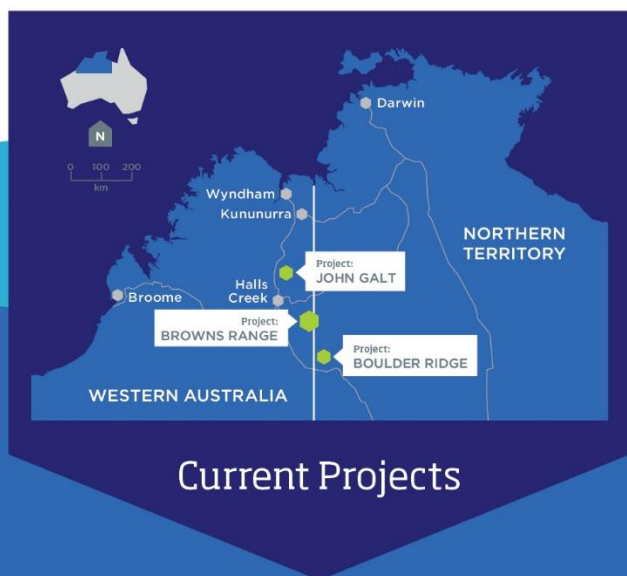 N
0 100 200
km
Darwin
Wyndham
Kununurra
NORTHERN
TERRITORY
Project:
JOHN GALT
Halls
Creek
Broome
Project:
BROWNS RANGE
Project:
BOULDER RIDGE
WESTERN AUSTRALIA
Current Projects